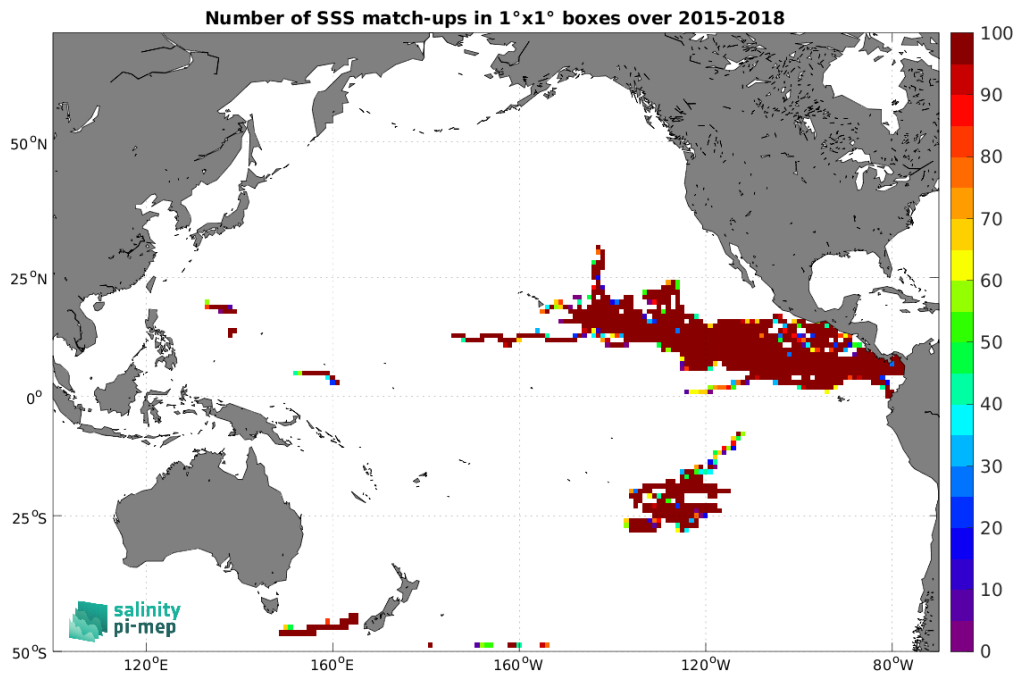 Number of SSS match-ups in 1°x1° boxes over 2015-2018
100
90
80
70
60
50
40
30
20
10
0
50°N
25°N
0°
25°S
50°S
120°E
160°E
160°W
120°W
80°W
salinity
pi-mep